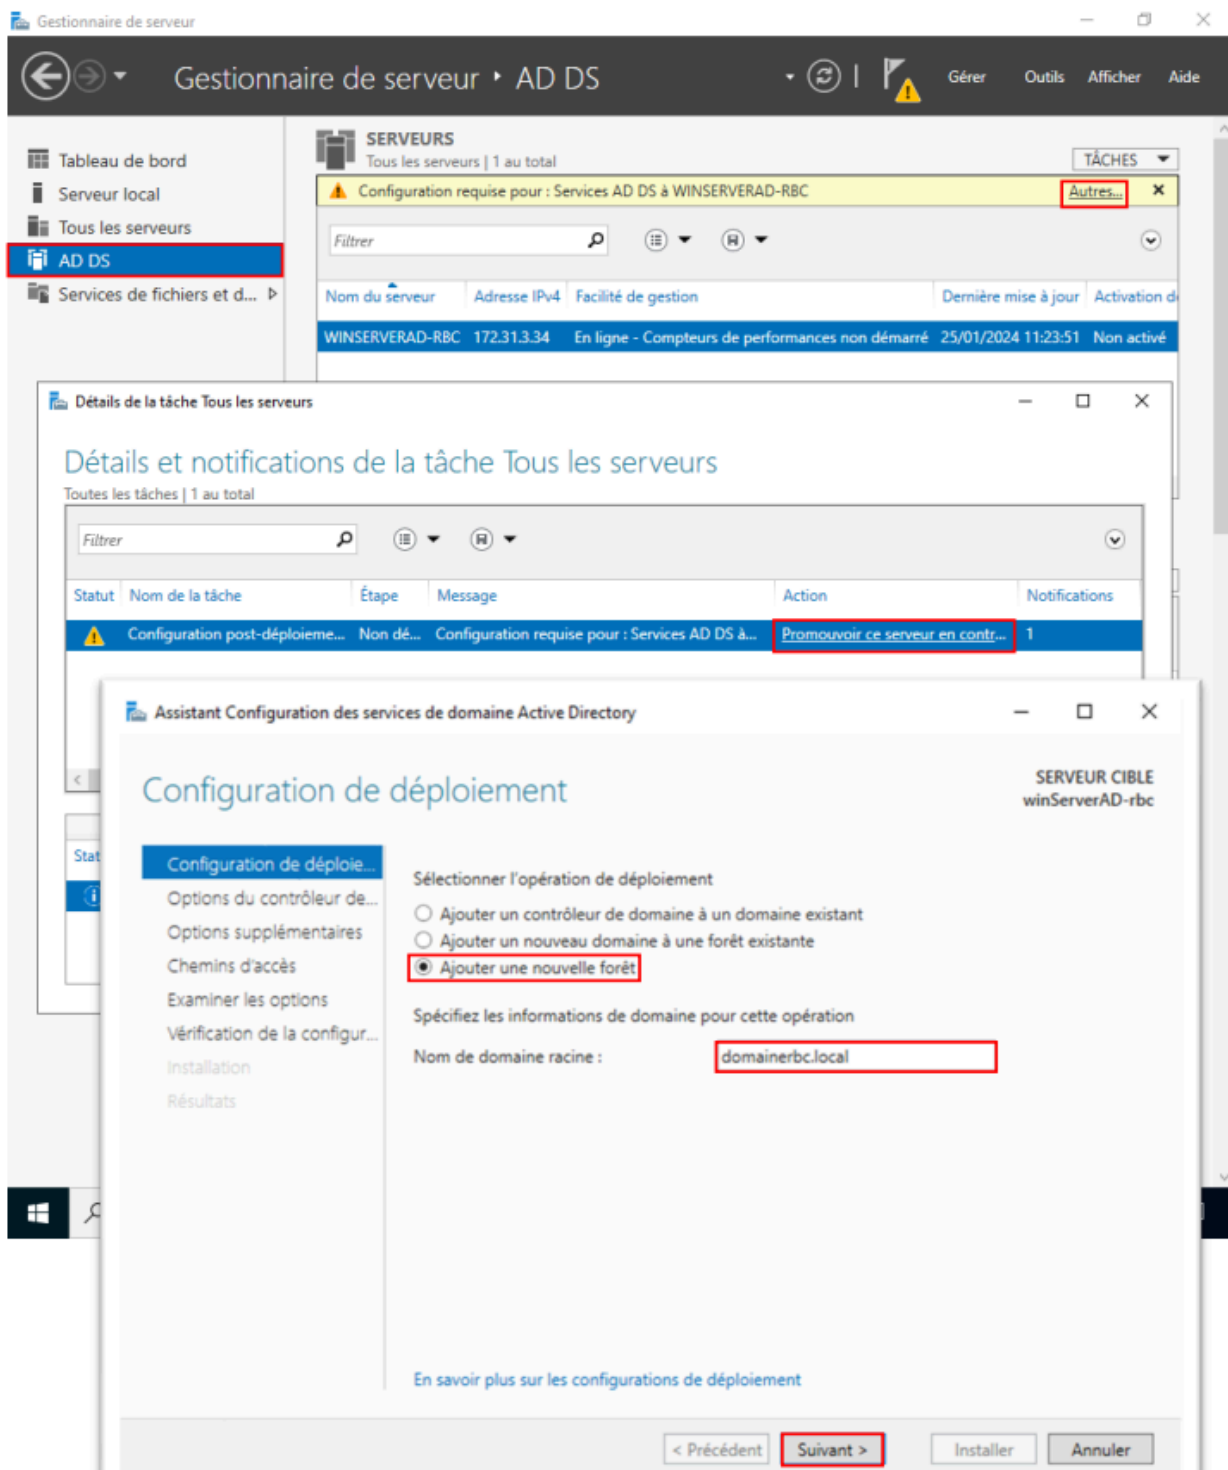 Gestionnaire de serveur
Gestionnaire de serveur ‣ AD DS
Gérer Outils Afficher Aide
Tableau de bord
Serveur local
Tous les serveurs
AD DS
Services de fichiers et d...
SERVEURS
Tous les serveurs | 1 au total
TÂCHES
Configuration requise pour : Services AD DS à WINSERVERAD-RBC Autres...
Filtrer
Nom du serveur Adresse IPv4 Facilité de gestion Dernière mise à jour Activation d
WINSERVERAD-RBC 172.31.3.34 En ligne - Compteurs de performances non démarré 25/01/2024 11:23:51 Non activé
Détails de la tâche Tous les serveurs
Détails et notifications de la tâche Tous les serveurs
Toutes les tâches | 1 au total
Filtrer
Statut Nom de la tâche Étape Message Action Notifications
Configuration post-déploieme... Non dé... Configuration requise pour : Services AD DS à... Promouvoir ce serveur en contr... 1
Stat
Assistant Configuration des services de domaine Active Directory
Configuration de déploiement
SERVEUR CIBLE
winServerAD-rbc
Configuration de déploie...
Options du contrôleur de...
Options supplémentaires
Chemins d'accès
Examiner les options
Vérification de la configur...
Installation
Résultats
Sélectionner l'opération de déploiement
Ajouter un contrôleur de domaine à un domaine existant
Ajouter un nouveau domaine à une forêt existante
Ajouter une nouvelle forêt
Spécifiez les informations de domaine pour cette opération
Nom de domaine racine : domainerbc.local
En savoir plus sur les configurations de déploiement
< Précédent Suivant > Installer Annuler